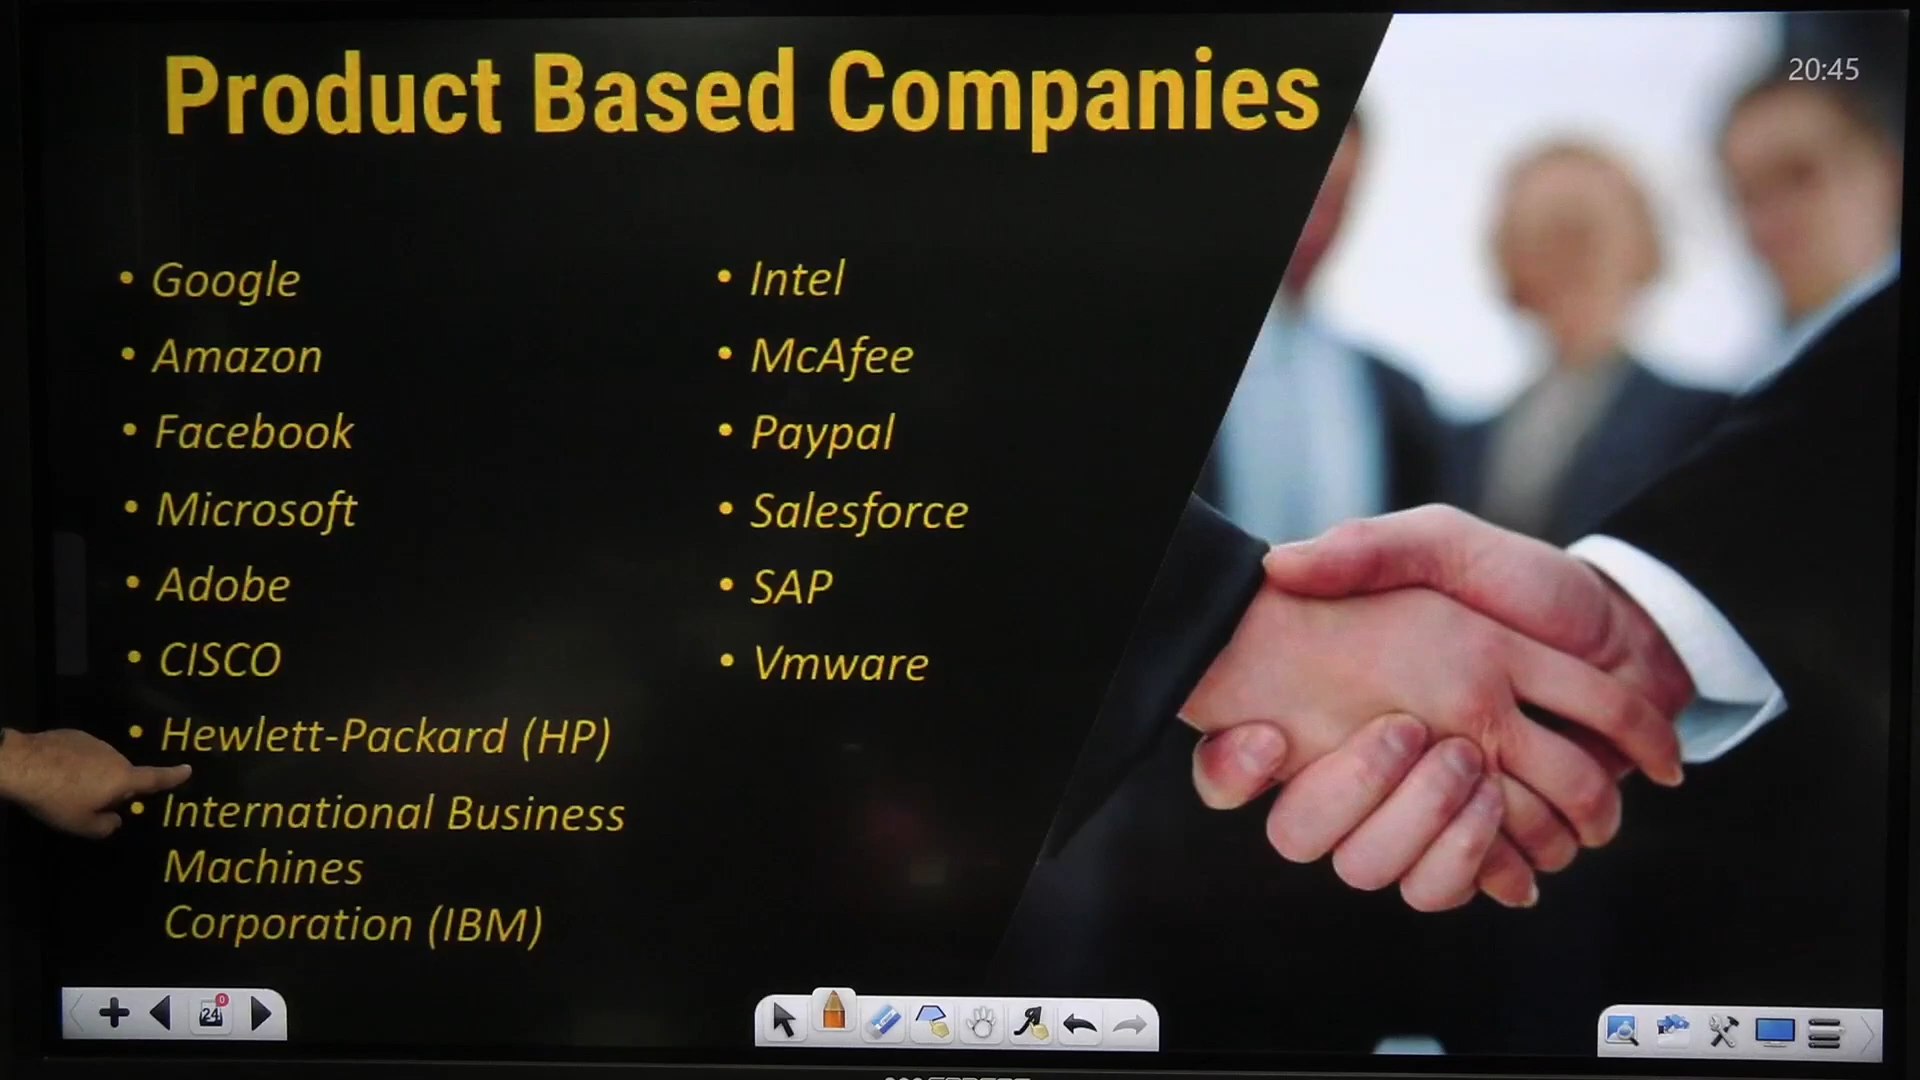 Product Based Companies
20:45
• Google
• Amazon
• Facebook
• Microsoft
• Adobe
• CISCO
• Hewlett-Packard (HP)
• International Business
Machines
Corporation (IBM)
• Intel
• McAfee
• Paypal
• Salesforce
• SAP
• Vmware
0
24